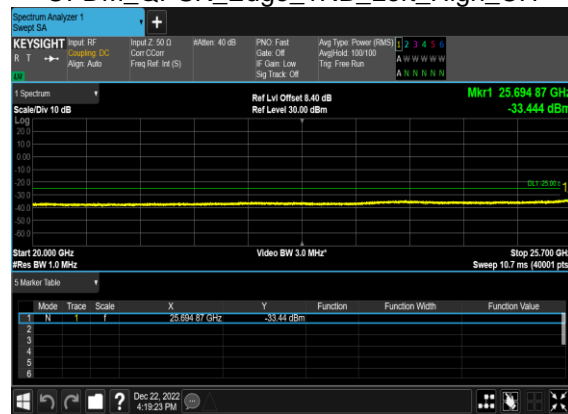 Spectrum Analyzer 1
Swept SA
+
KEYSIGHT
R T
LU
Input: RF
Coupling: DC
Align: Auto
Input Z: 50 Ω
Corr CCorr
Freq Ref: Int (S)
#Atten: 40 dB
PNO: Fast
Gate: Off
IF Gain: Low
Sig Track: Off
Avg Type: Power (RMS)
Avg|Hold: 100/100
Trig: Free Run
1 2 3 4 5 6
A W W W W W
A N N N N N
1 Spectrum
Scale/Div 10 dB
Ref Lvl Offset 8.40 dB
Ref Level 30.00 dBm
Mkr1 25.694 87 GHz
-33.444 dBm
Log
20.0
10.0
0.00
-10.0
-20.0
-30.0
-40.0
-50.0
-60.0
DL1 -25.00
1
Start 20.000 GHz
#Res BW 1.0 MHz
Video BW 3.0 MHz*
Stop 25.700 GHz
Sweep 10.7 ms (40001 pts
5 Marker Table
Mode Trace Scale X Y Function Function Width Function Value
1 N 1 f 25.694 87 GHz -33.44 dBm
2
3
4
5
6
?
Dec 22, 2022
4:19:23 PM